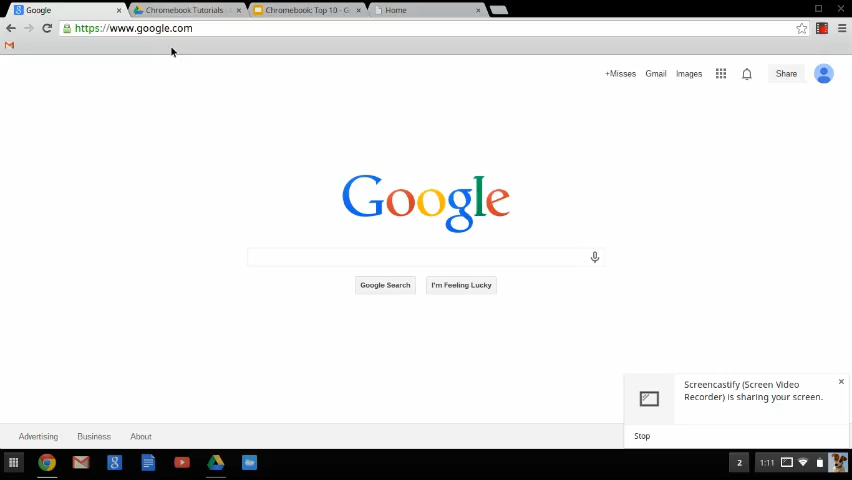 Google
Chromebook Tutorials -
Chromebook: Top 10 - G
Home
https://www.google.com
+Misses
Gmail
Images
Share
Google
Google Search
I'm Feeling Lucky
Screencastify (Screen Video
Recorder) is sharing your screen.
Stop
Advertising
Business
About
2
1:11